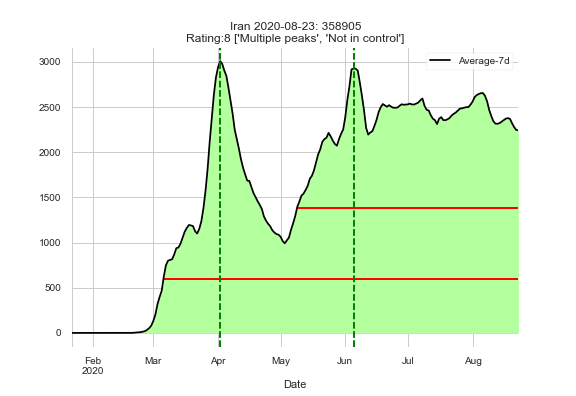 Iran 2020-08-23: 358905
Rating:8 ['Multiple peaks', 'Not in control']
Average-7d
3000
2500
2000
1500
1000
500
0
Feb Mar Apr May Jun Jul Aug
2020
Date